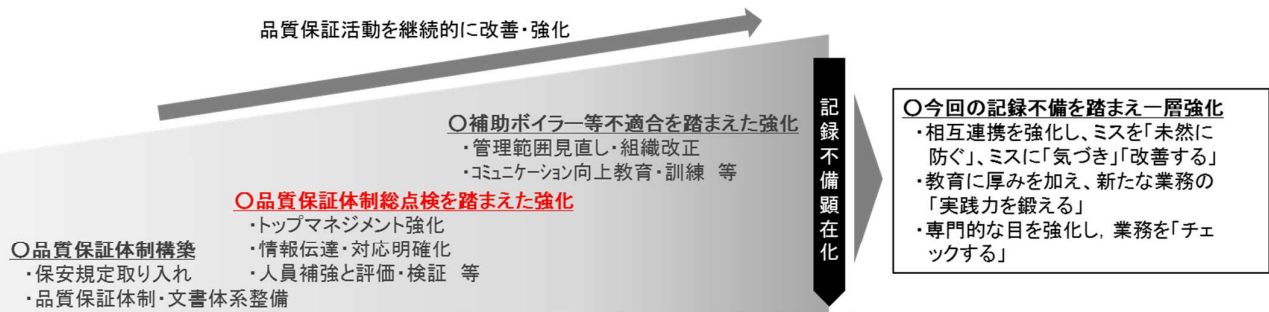 品質保証活動を継続的に改善・強化
〇品質保証体制構築
・保安規定取り入れ
・品質保証体制・文書体系整備
〇品質保証体制総点検を踏まえた強化
・トップマネジメント強化
・情報伝達・対応明確化
・人員補強と評価・検証 等
〇補助ボイラー等不適合を踏まえた強化
・管理範囲見直し・組織改正
・コミュニケーション向上教育・訓練 等
記録不備顕在化
〇今回の記録不備を踏まえ一層強化
・相互連携を強化し、ミスを「未然に
防ぐ」、ミスに「気づき」「改善する」
・教育に厚みを加え、新たな業務の
「実践力を鍛える」
・専門的な目を強化し，業務を「チェ
ックする」